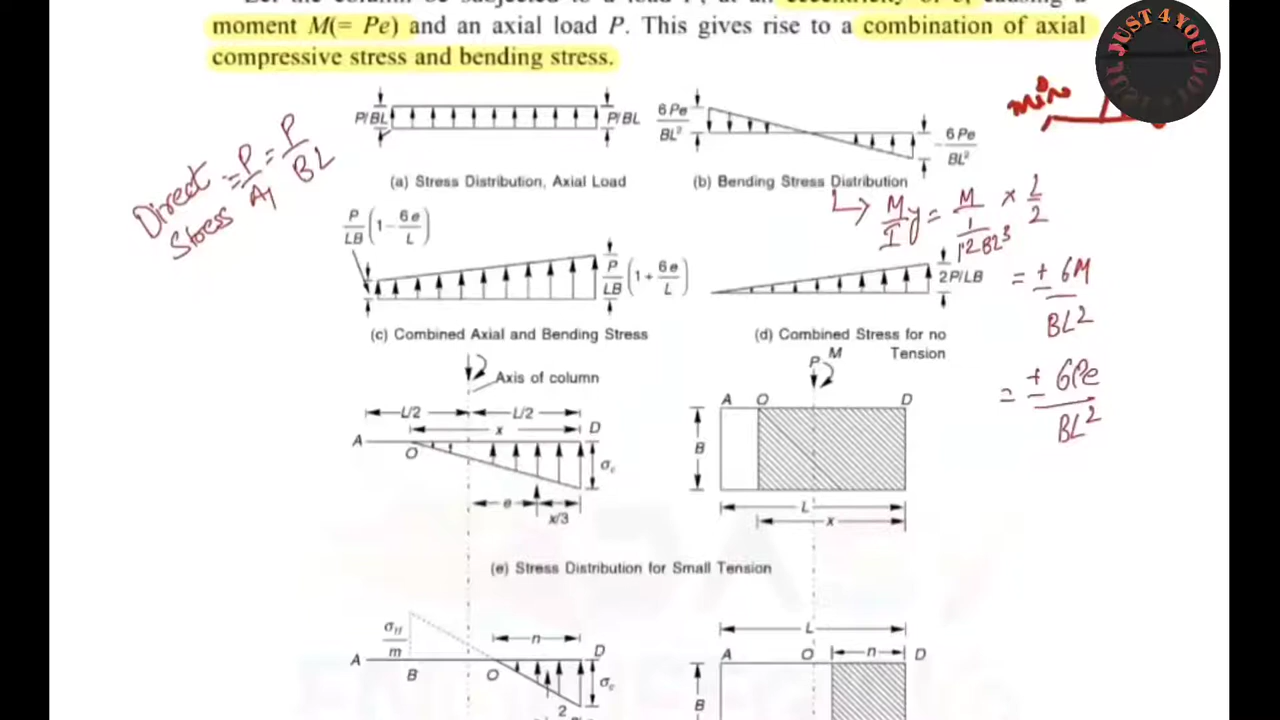 moment M(= Pe) and an axial load P. This gives rise to a combination of axial
compressive stress and bending stress.
JUST 4 YOU
min
P/BL
P/BL
6 Pe
BL²
- 6 Pe
BL²
(a) Stress Distribution, Axial Load
(b) Bending Stress Distribution
Direct Stress = P/A = P/BL
→ M/I y = M / (1/12 BL³) × L/2
= ± 6M / BL²
= ± 6Pe / BL²
P/LB (1 - 6e/L)
P/LB (1 + 6e/L)
2P/LB
(c) Combined Axial and Bending Stress
(d) Combined Stress for no
Tension
P M
Axis of column
L/2 L/2
x
A O D
σc
e x/3
A O D
B
L
x
(e) Stress Distribution for Small Tension
σst/m
n
A B O D
σc
L
A O n D
B